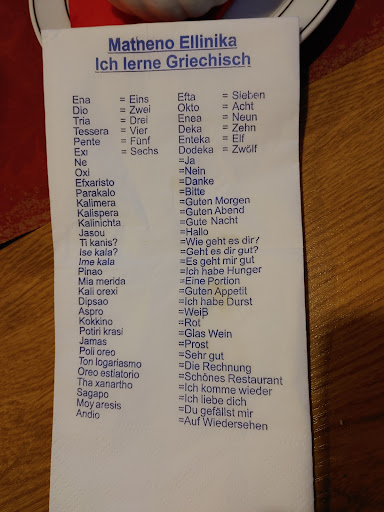 Matheno Ellinika
Ich lerne Griechisch
Ena = Eins Efta = Sieben
Dio = Zwei Okto = Acht
Tria = Drei Enea = Neun
Tessera = Vier Deka = Zehn
Pente = Fünf Enteka = Elf
Exi = Sechs Dodeka = Zwölf
Ne =Ja
Oxi =Nein
Efxaristo =Danke
Parakalo =Bitte
Kalimera =Guten Morgen
Kalispera =Guten Abend
Kalinichta =Gute Nacht
Jasou =Hallo
Ti kanis? =Wie geht es dir?
Ise kala? =Geht es dir gut?
Ime kala =Es geht mir gut
Pinao =Ich habe Hunger
Mia merida =Eine Portion
Kali orexi =Guten Appetit
Dipsao =Ich habe Durst
Aspro =Weiß
Kokkino =Rot
Potiri krasi =Glas Wein
Jamas =Prost
Poli oreo =Sehr gut
Ton logariasmo =Die Rechnung
Oreo estiatorio =Schönes Restaurant
Tha xanartho =Ich komme wieder
Sagapo =Ich liebe dich
Moy aresis =Du gefällst mir
Andio =Auf Wiedersehen